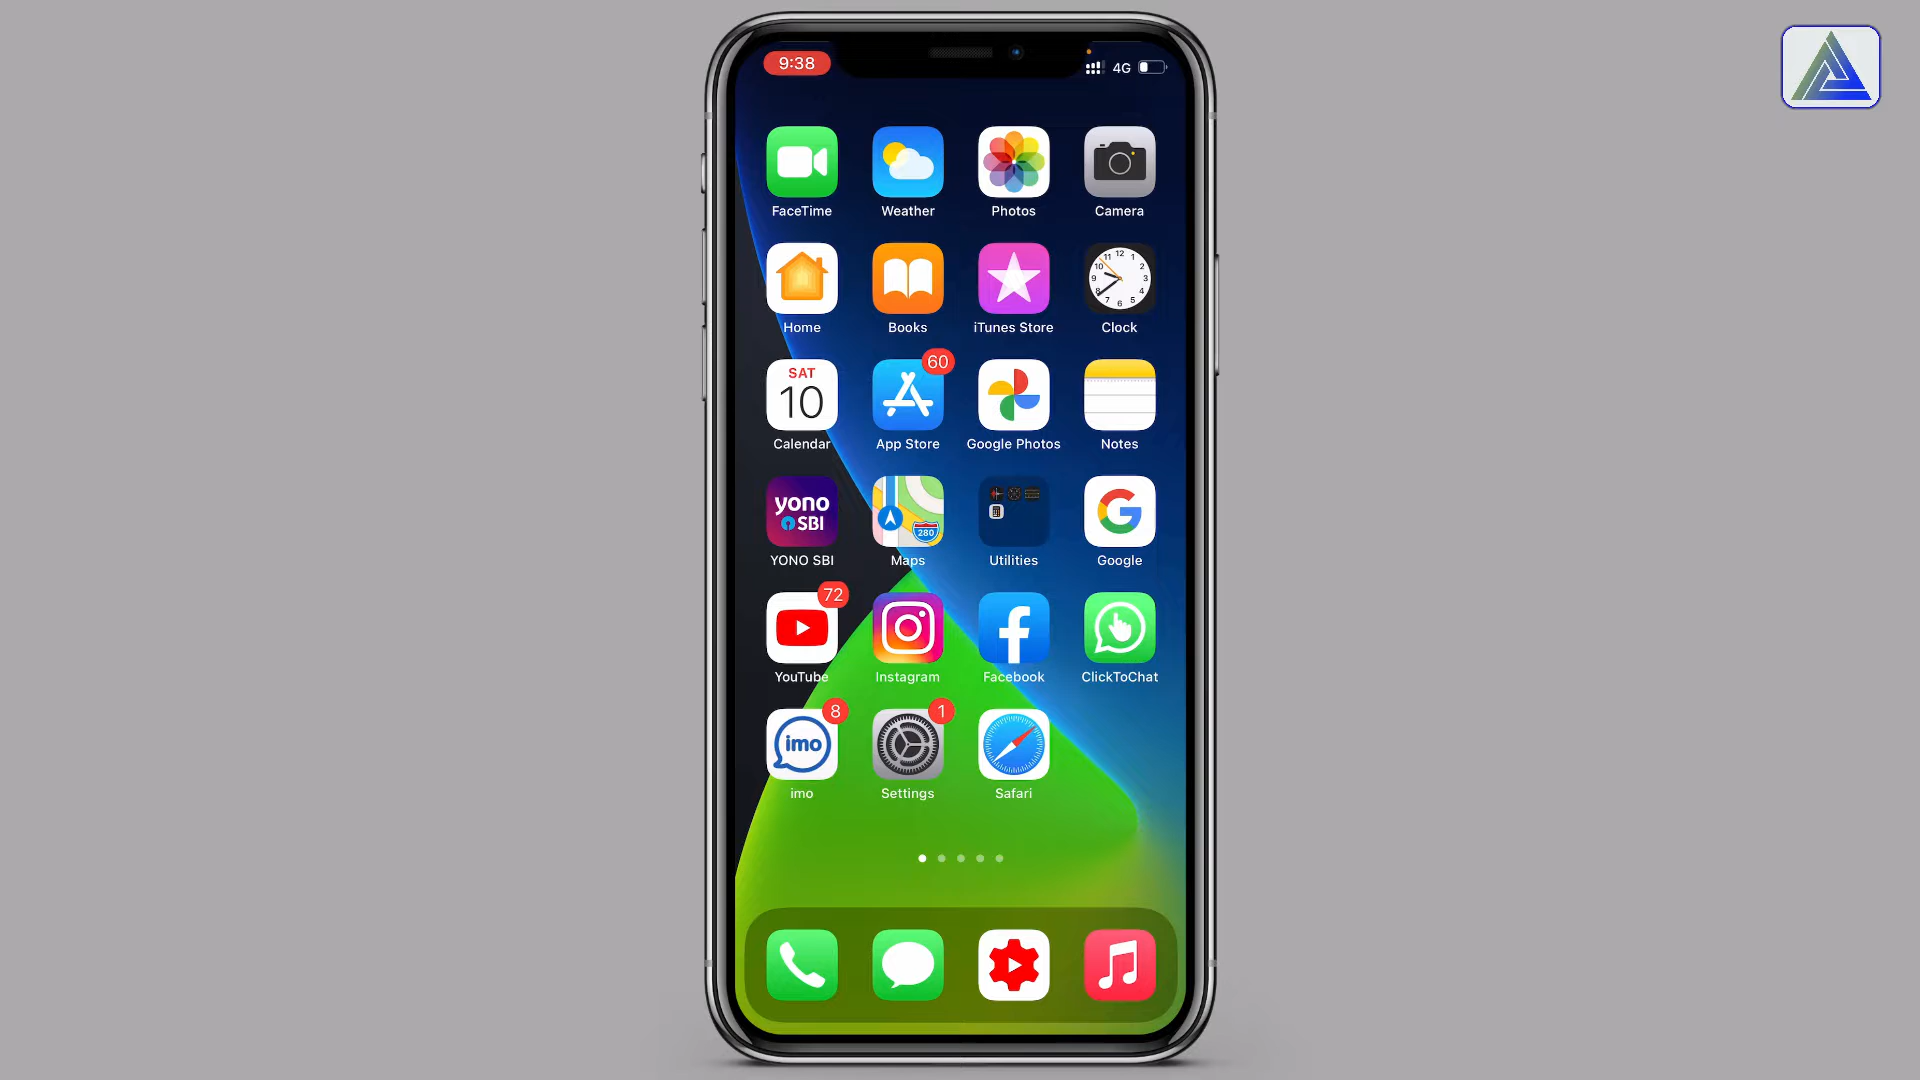 9:38
4G
FaceTime
Weather
Photos
Camera
Home
Books
iTunes Store
Clock
SAT
10
Calendar
60
App Store
Google Photos
Notes
yono
SBI
YONO SBI
280
Maps
Utilities
Google
72
YouTube
Instagram
Facebook
ClickToChat
imo
8
imo
1
Settings
Safari